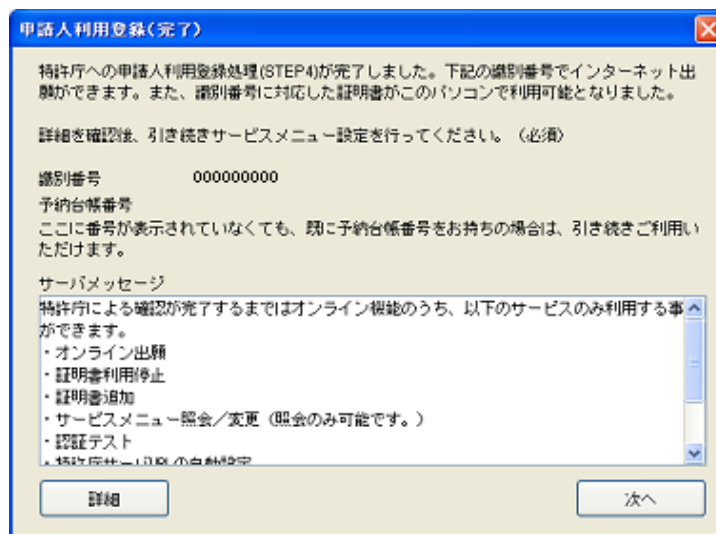 申請人利用登録(完了)
特許庁への申請人利用登録処理(STEP4)が完了しました。下記の識別番号でインターネット出
願ができます。また、識別番号に対応した証明書がこのパソコンで利用可能となりました。
詳細を確認後、引き続きサービスメニュー設定を行ってください。（必須）
識別番号 000000000
予納台帳番号
ここに番号が表示されていなくても、既に予納台帳番号をお持ちの場合は、引き続きご利用い
ただけます。
サーバメッセージ
特許庁による確認が完了するまではオンライン機能のうち、以下のサービスのみ利用する事
ができます。
・オンライン出願
・証明書利用停止
・証明書追加
・サービスメニュー照会／変更（照会のみ可能です。）
・認証テスト
・特許庁サーバURLの自動設定
詳細
次へ